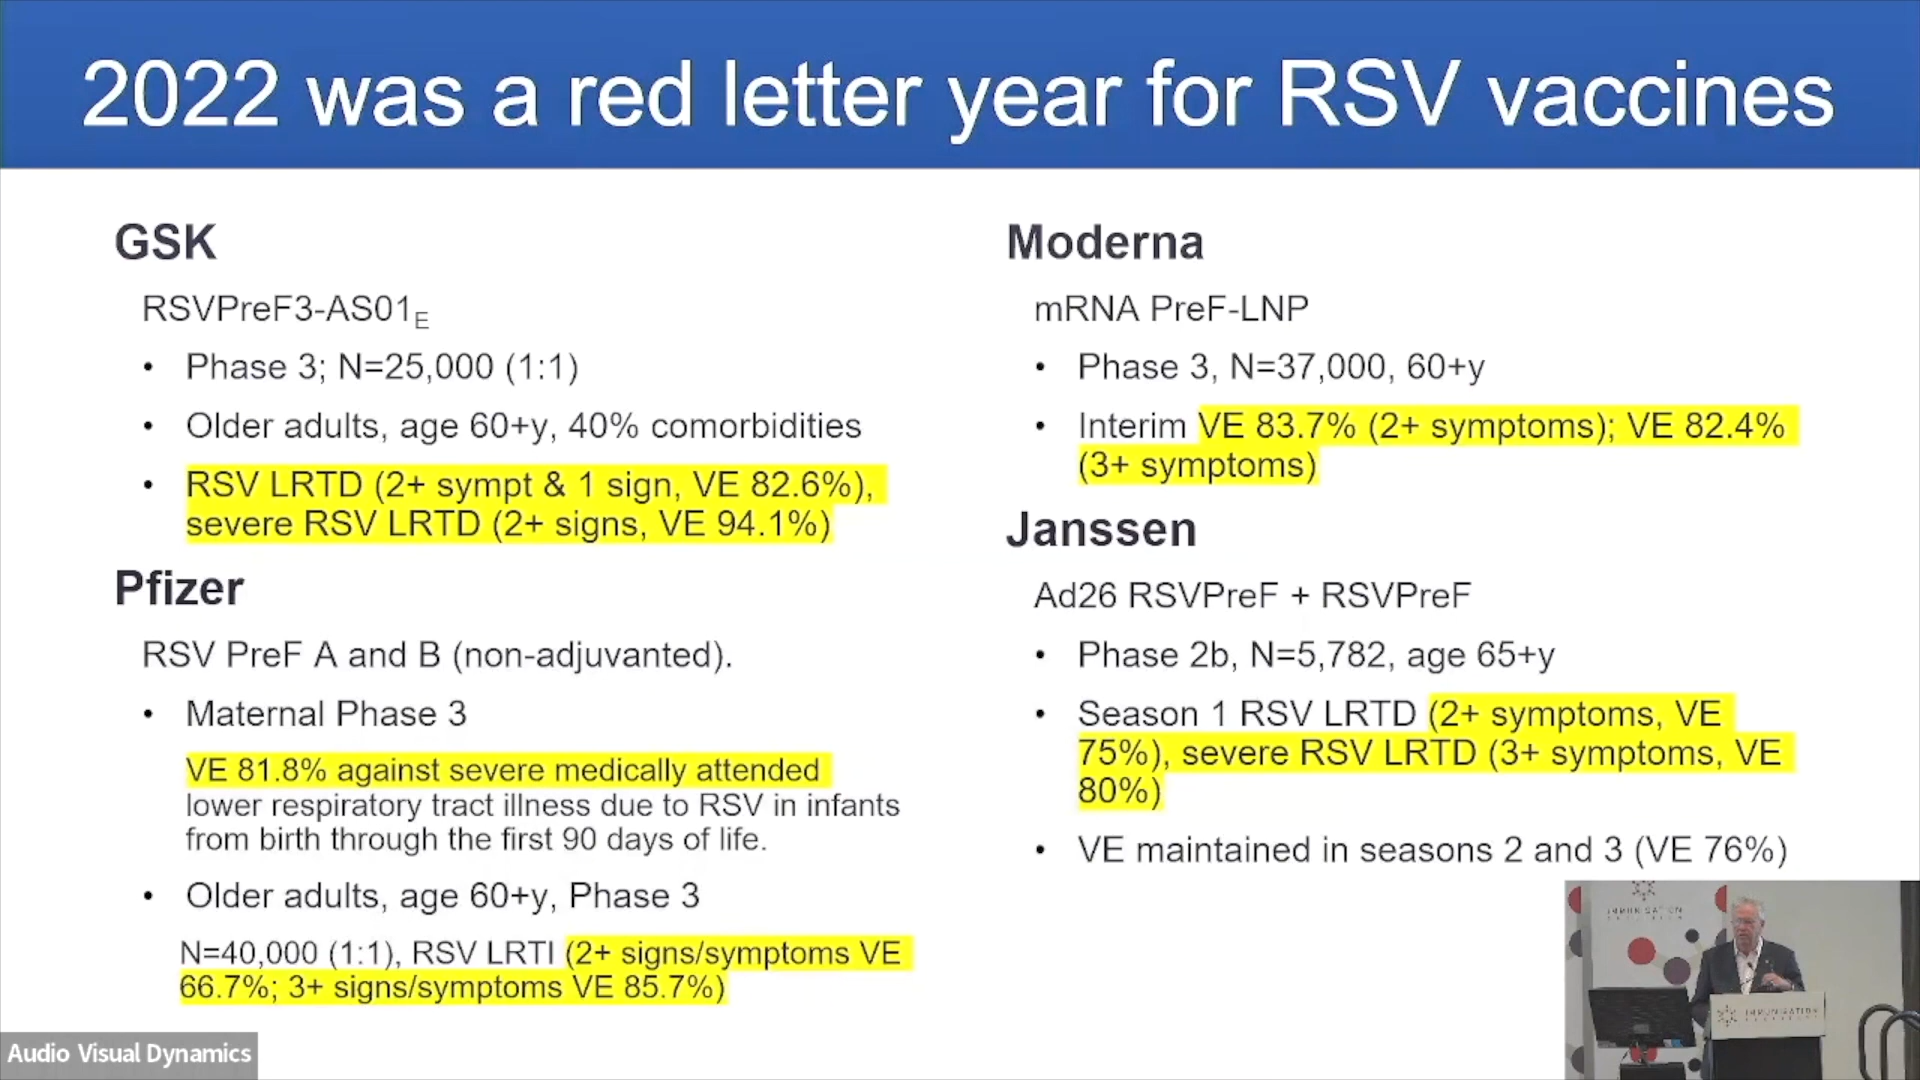 2022 was a red letter year for RSV vaccines
GSK
RSVPreF3-AS01E
• Phase 3; N=25,000 (1:1)
• Older adults, age 60+y, 40% comorbidities
• RSV LRTD (2+ sympt & 1 sign, VE 82.6%),
severe RSV LRTD (2+ signs, VE 94.1%)
Pfizer
RSV PreF A and B (non-adjuvanted).
• Maternal Phase 3
VE 81.8% against severe medically attended
lower respiratory tract illness due to RSV in infants
from birth through the first 90 days of life.
• Older adults, age 60+y, Phase 3
N=40,000 (1:1), RSV LRTI (2+ signs/symptoms VE
66.7%; 3+ signs/symptoms VE 85.7%)
Moderna
mRNA PreF-LNP
• Phase 3, N=37,000, 60+y
• Interim VE 83.7% (2+ symptoms); VE 82.4%
(3+ symptoms)
Janssen
Ad26 RSVPreF + RSVPreF
• Phase 2b, N=5,782, age 65+y
• Season 1 RSV LRTD (2+ symptoms, VE
75%), severe RSV LRTD (3+ symptoms, VE
80%)
• VE maintained in seasons 2 and 3 (VE 76%)
IMMUNISATION
Audio Visual Dynamics